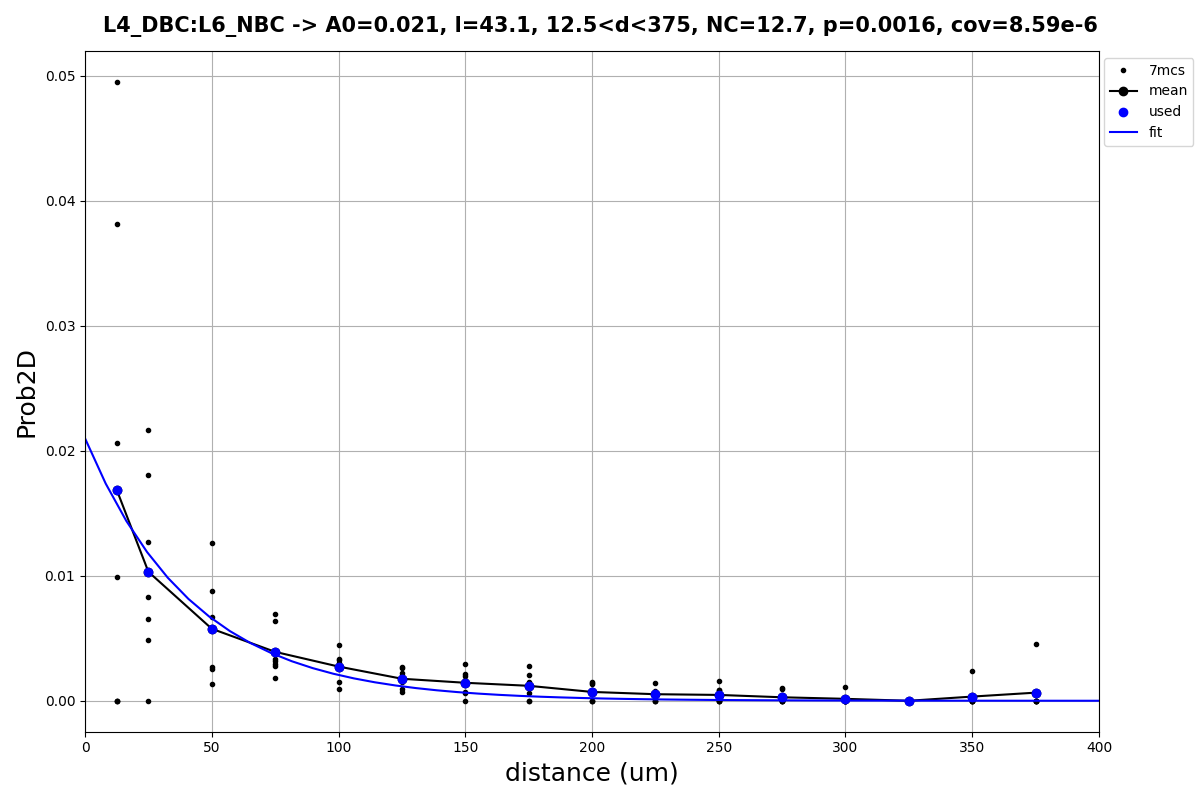 L4_DBC:L6_NBC -> A0=0.021, l=43.1, 12.5<d<375, NC=12.7, p=0.0016, cov=8.59e-6
7mcs
mean
used
fit
Prob2D
0.05
0.04
0.03
0.02
0.01
0.00
0 50 100 150 200 250 300 350 400
distance (um)